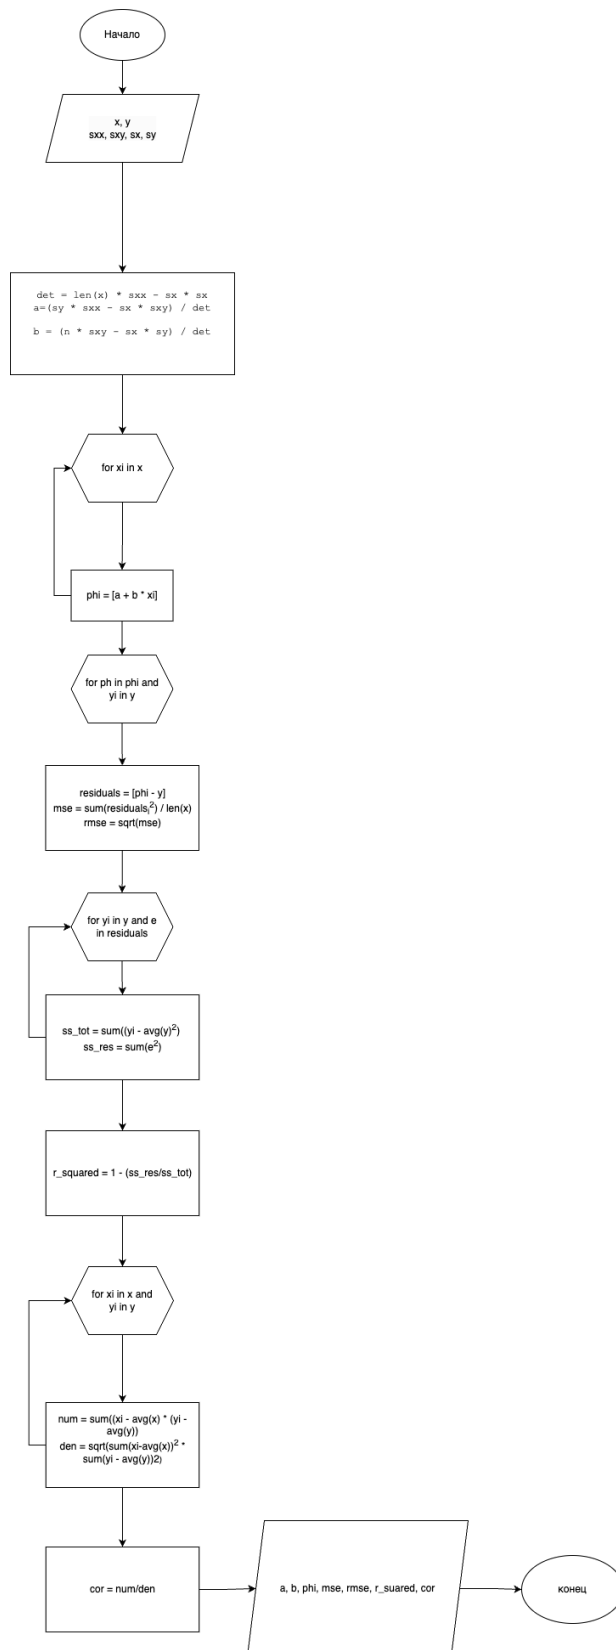 Начало
x, y
sxx, sxy, sx, sy
det = len(x) * sxx - sx * sx
a=(sy * sxx - sx * sxy) / det
b = (n * sxy - sx * sy) / det
for xi in x
phi = [a + b * xi]
for ph in phi and
yi in y
residuals = [phi - y]
mse = sum(residualsᵢ²) / len(x)
rmse = sqrt(mse)
for yi in y and e
in residuals
ss_tot = sum((yi - avg(y)²)
ss_res = sum(e²)
r_squared = 1 - (ss_res/ss_tot)
for xi in x and
yi in y
num = sum((xi - avg(x) * (yi -
avg(y))
den = sqrt(sum(xi-avg(x))² *
sum(yi - avg(y))2)
cor = num/den
a, b, phi, mse, rmse, r_suared, cor
конец